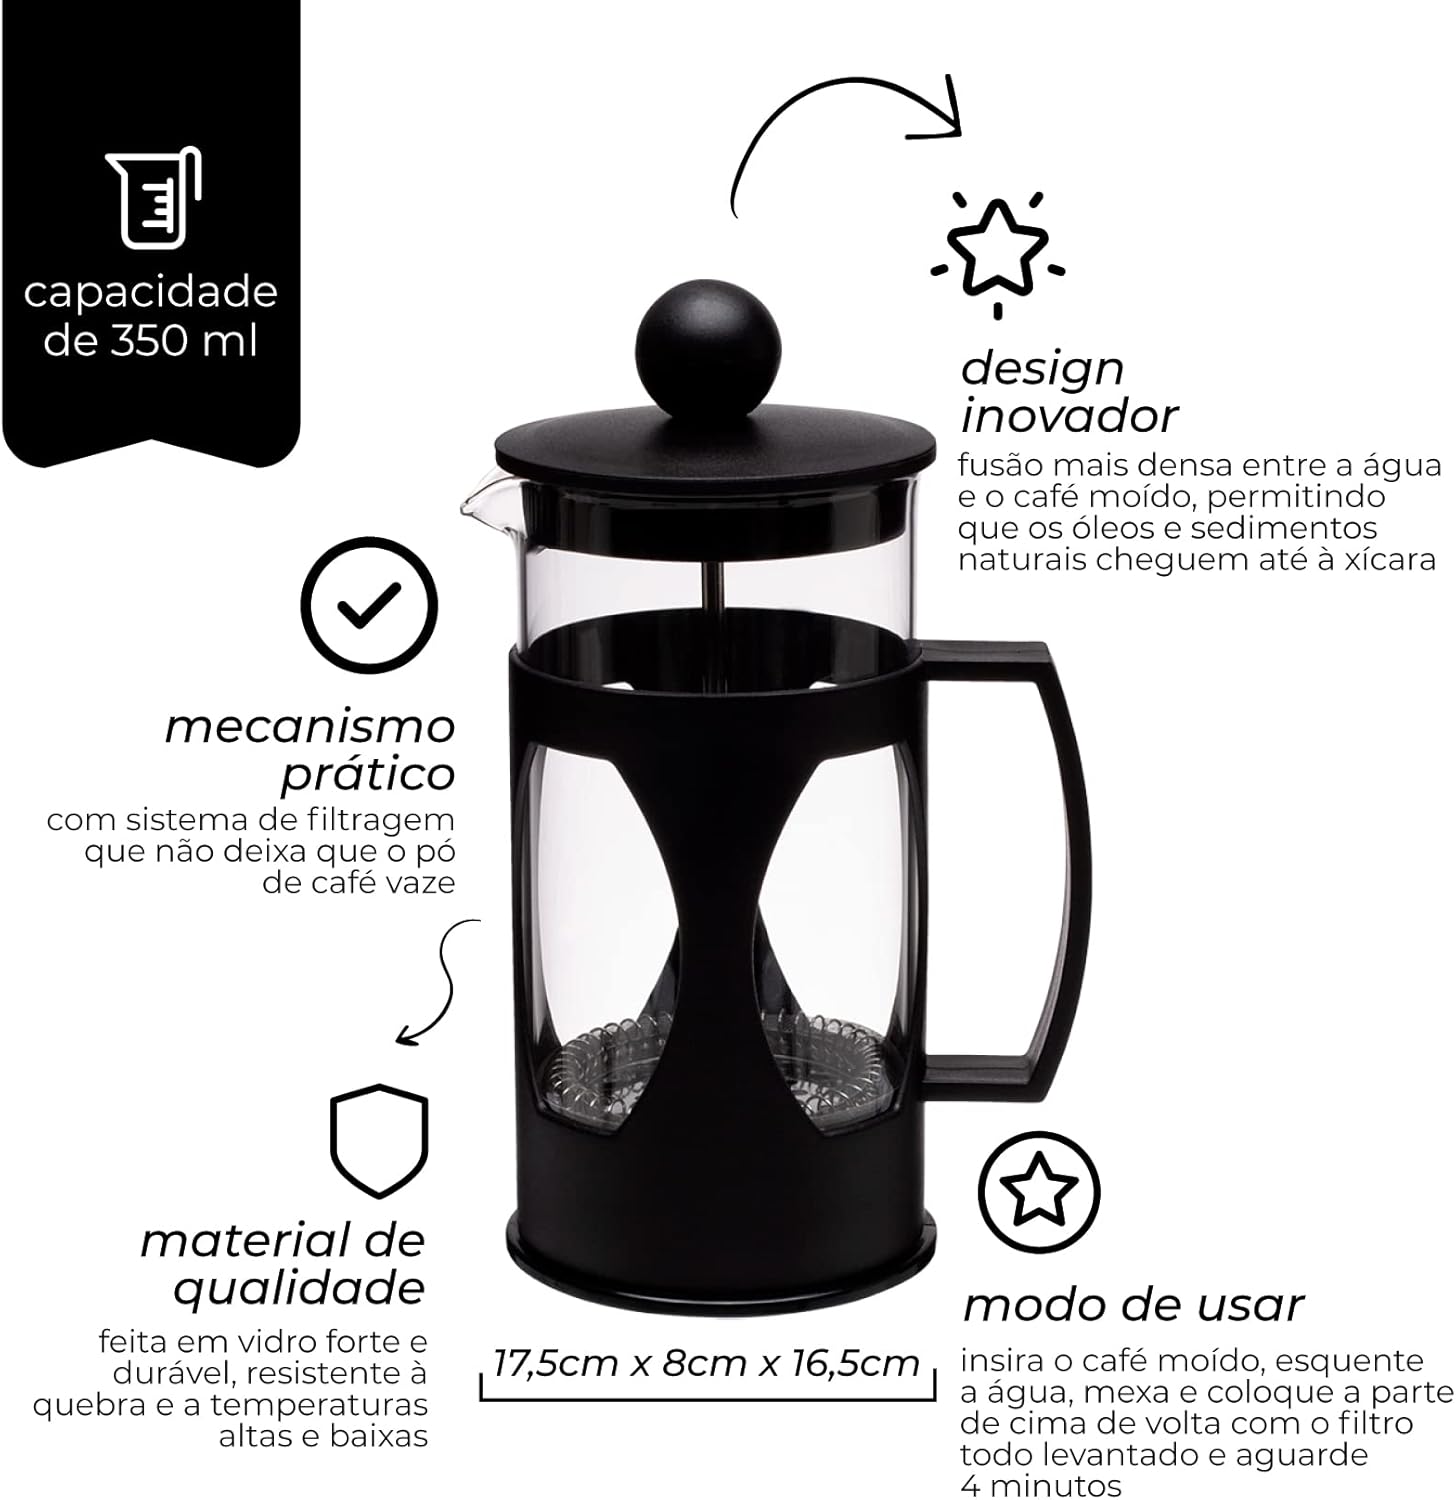 capacidade
de 350 ml
design
inovador
fusão mais densa entre a água
e o café moído, permitindo
que os óleos e sedimentos
naturais cheguem até à xícara
mecanismo
prático
com sistema de filtragem
que não deixa que o pó
de café vaze
material de
qualidade
feita em vidro forte e
durável, resistente à
quebra e a temperaturas
altas e baixas
17,5cm x 8cm x 16,5cm
modo de usar
insira o café moído, esquente
a água, mexa e coloque a parte
de cima de volta com o filtro
todo levantado e aguarde
4 minutos